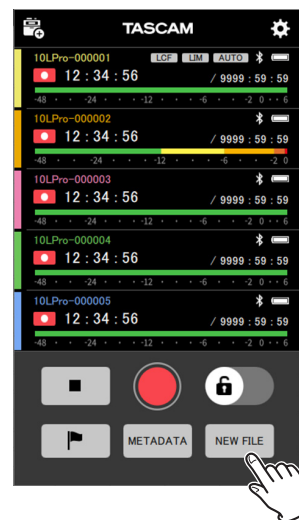 TASCAM
10LPro-000001 LCF LIM AUTO
12 : 34 : 56 / 9999 : 59 : 59
-48 · · -24 · · -12 · · · -6 · · -2 0 · · 6
10LPro-000002
12 : 34 : 56 / 9999 : 59 : 59
-48 · · -24 · · -12 · · · -6 · · -2 0
10LPro-000003
12 : 34 : 56 / 9999 : 59 : 59
-48 · · -24 · · -12 · · · -6 · · -2 0 · · 6
10LPro-000004
12 : 34 : 56 / 9999 : 59 : 59
-48 · · -24 · · -12 · · · -6 · · -2 0 · · 6
10LPro-000005
12 : 34 : 56 / 9999 : 59 : 59
-48 · · -24 · · -12 · · · -6 · · -2 0 · · 6
METADATA NEW FILE